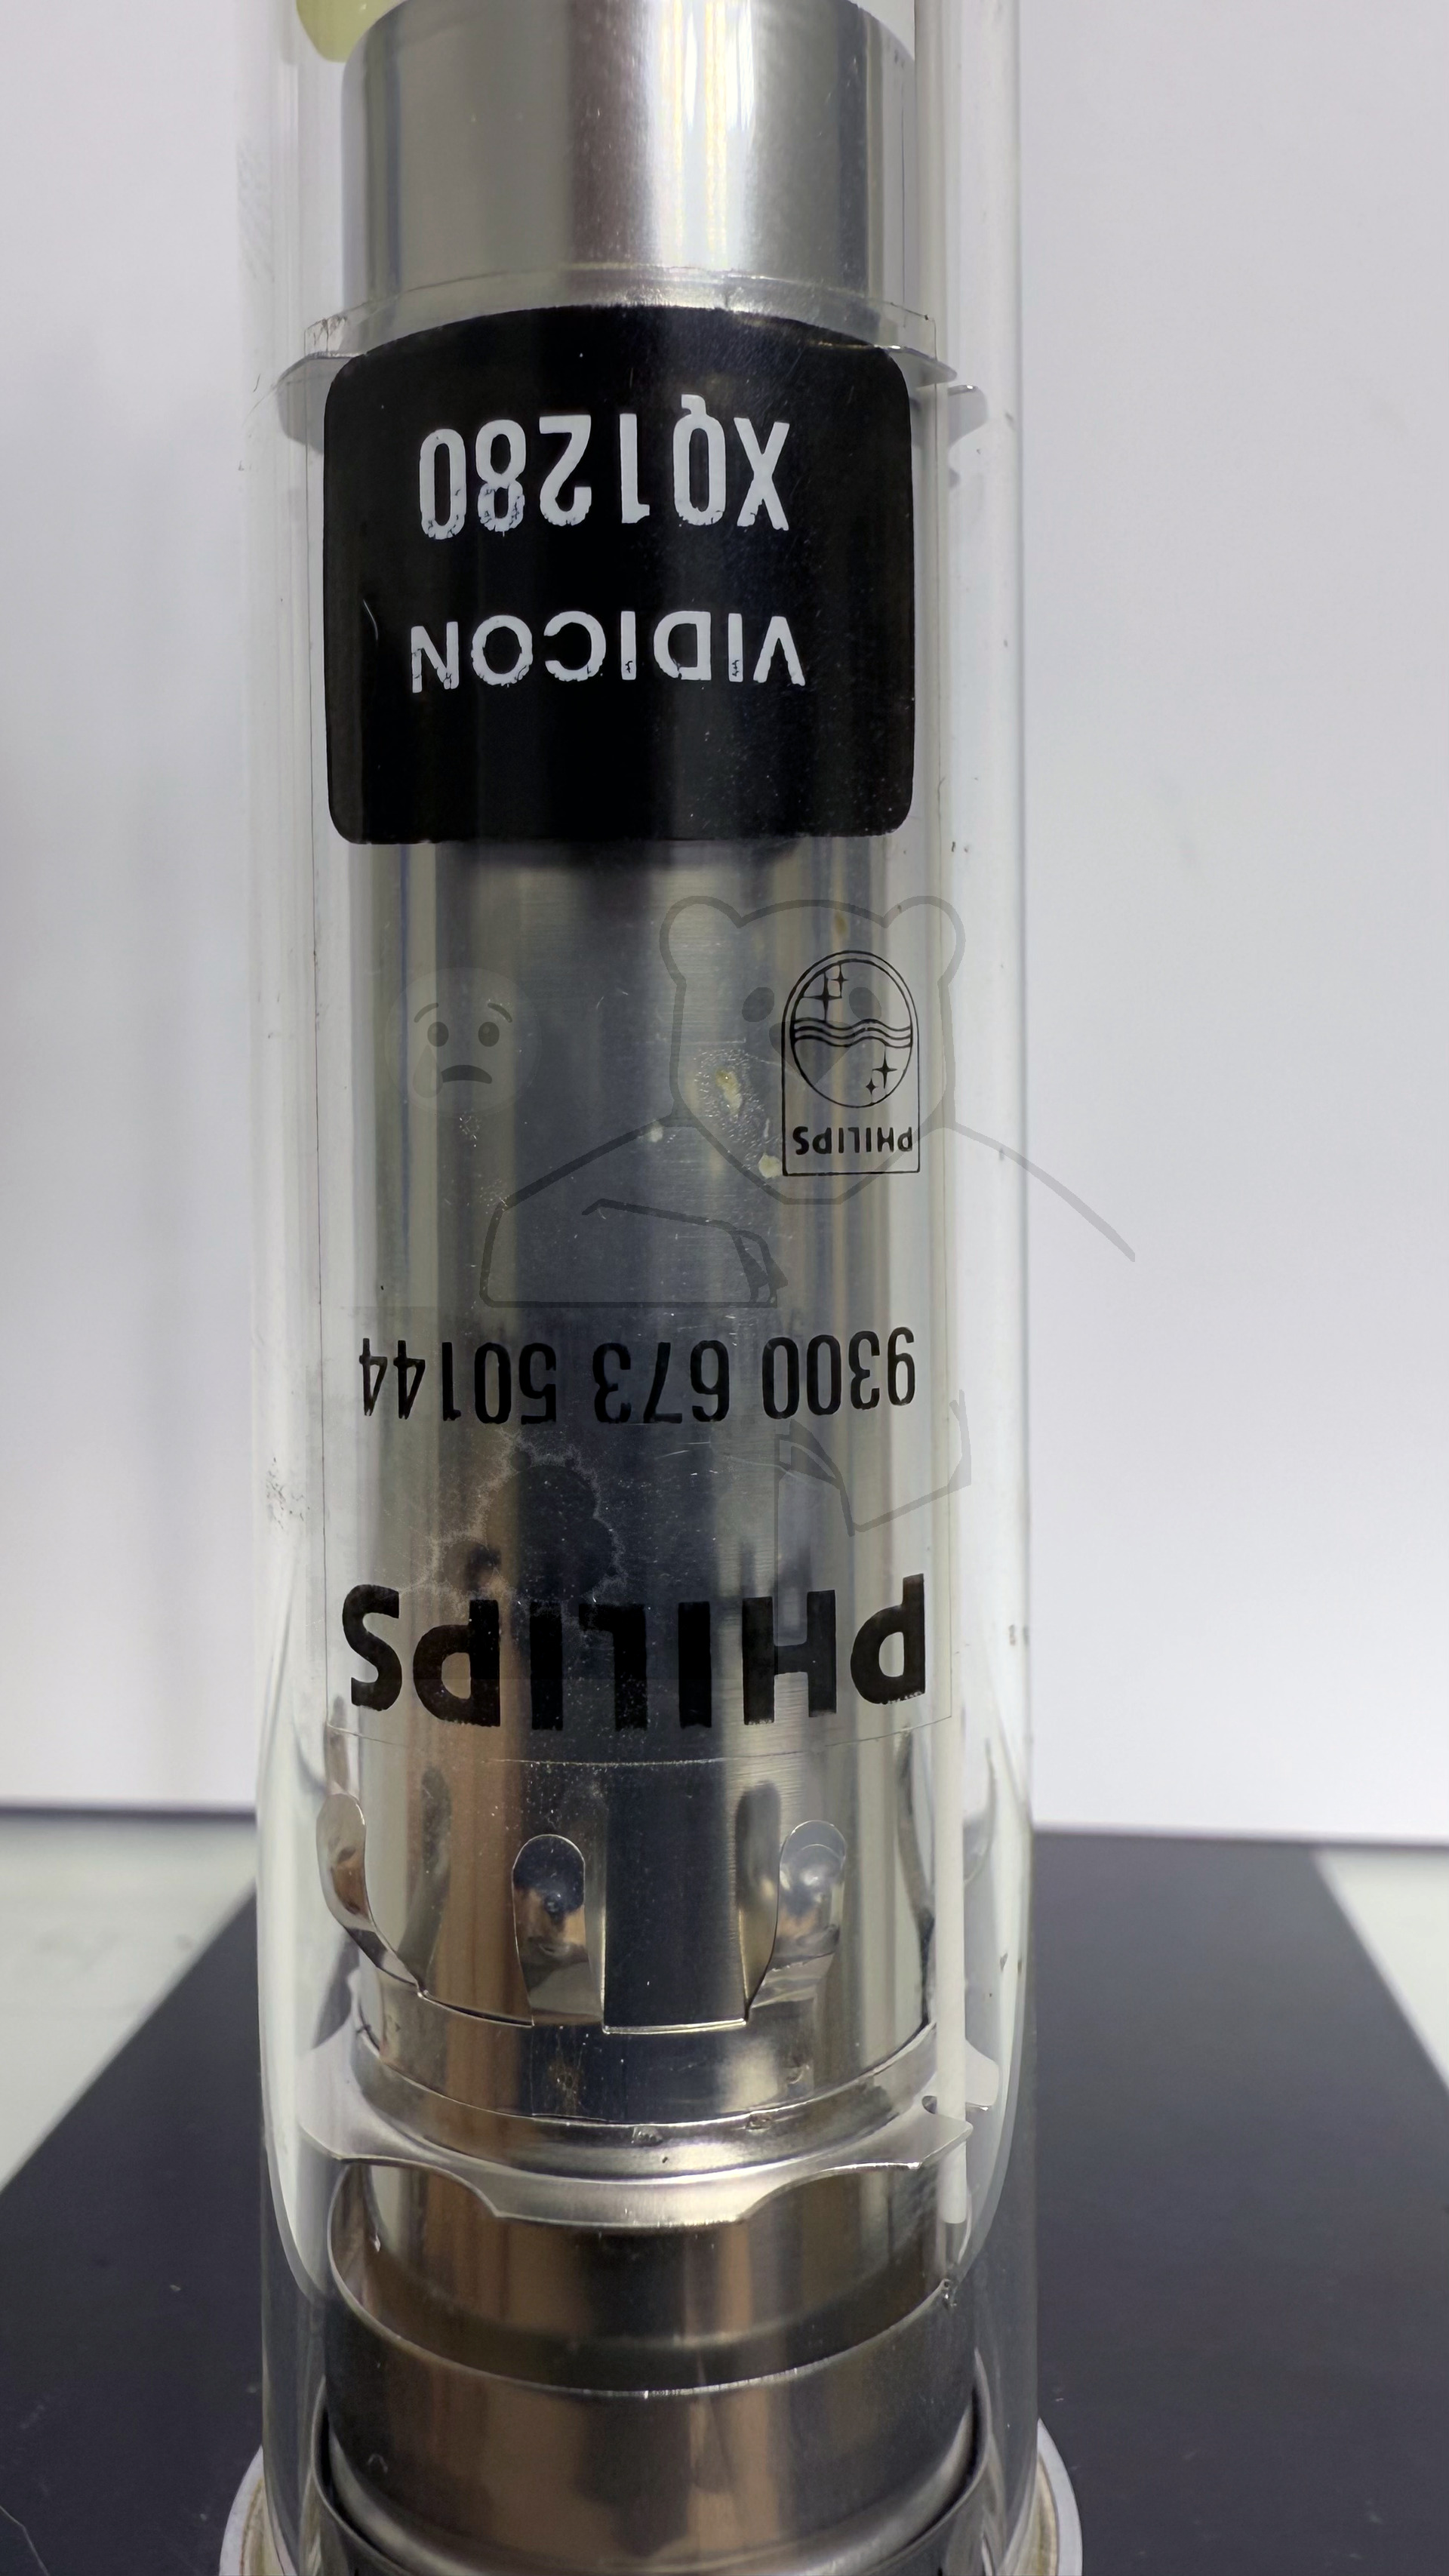 PHILIPS
9300 673 50144
PHILIPS
VIDICON
XQ1280